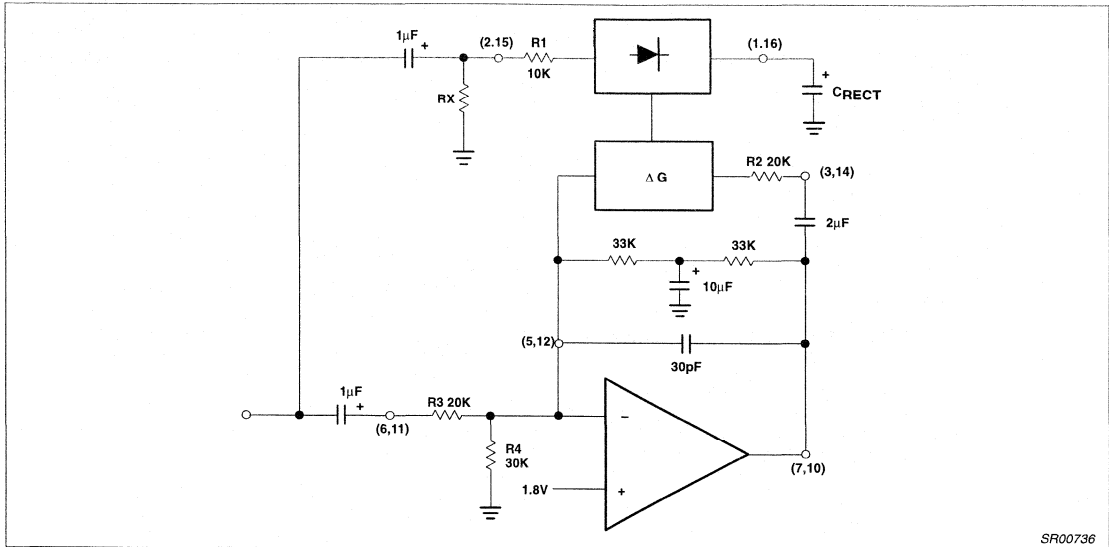 1µF
+
(2.15)
R1
10K
(1.16)
+
CRECT
RX
ΔG
R2 20K
(3,14)
2µF
33K
33K
+
10µF
(5,12)
30pF
1µF
+
R3 20K
(6,11)
R4
30K
−
1.8V
+
(7,10)
SR00736